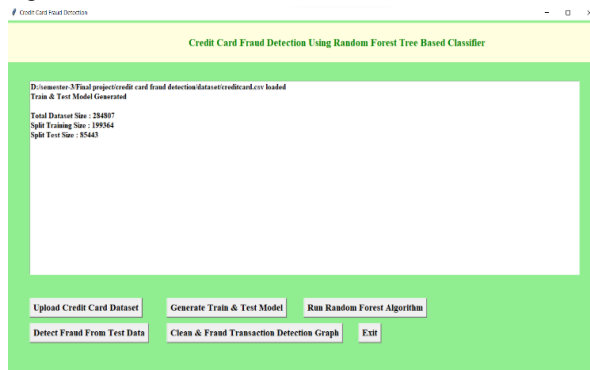 Credit Card Fraud Detection
Credit Card Fraud Detection Using Random Forest Tree Based Classifier
D:/semester-3/Final project/credit card fraud detection/dataset/creditcard.csv loaded
Train & Test Model Generated
Total Dataset Size : 284807
Split Training Size : 199364
Split Test Size : 85443
Upload Credit Card Dataset Generate Train & Test Model Run Random Forest Algorithm
Detect Fraud From Test Data Clean & Fraud Transaction Detection Graph Exit